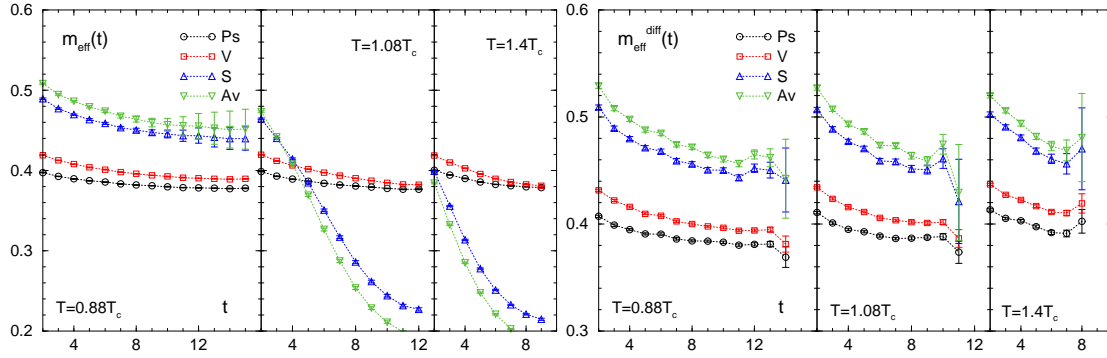 0.6
0.5
0.4
0.3
0.2
m_eff(t)
Ps
V
S
Av
T=0.88T_c
t
T=1.08T_c
T=1.4T_c
4 8 12 4 8 12 4 8
0.6
0.5
0.4
0.3
m_eff^diff(t)
Ps
V
S
Av
T=0.88T_c
t
T=1.08T_c
T=1.4T_c
4 8 12 4 8 12 4 8